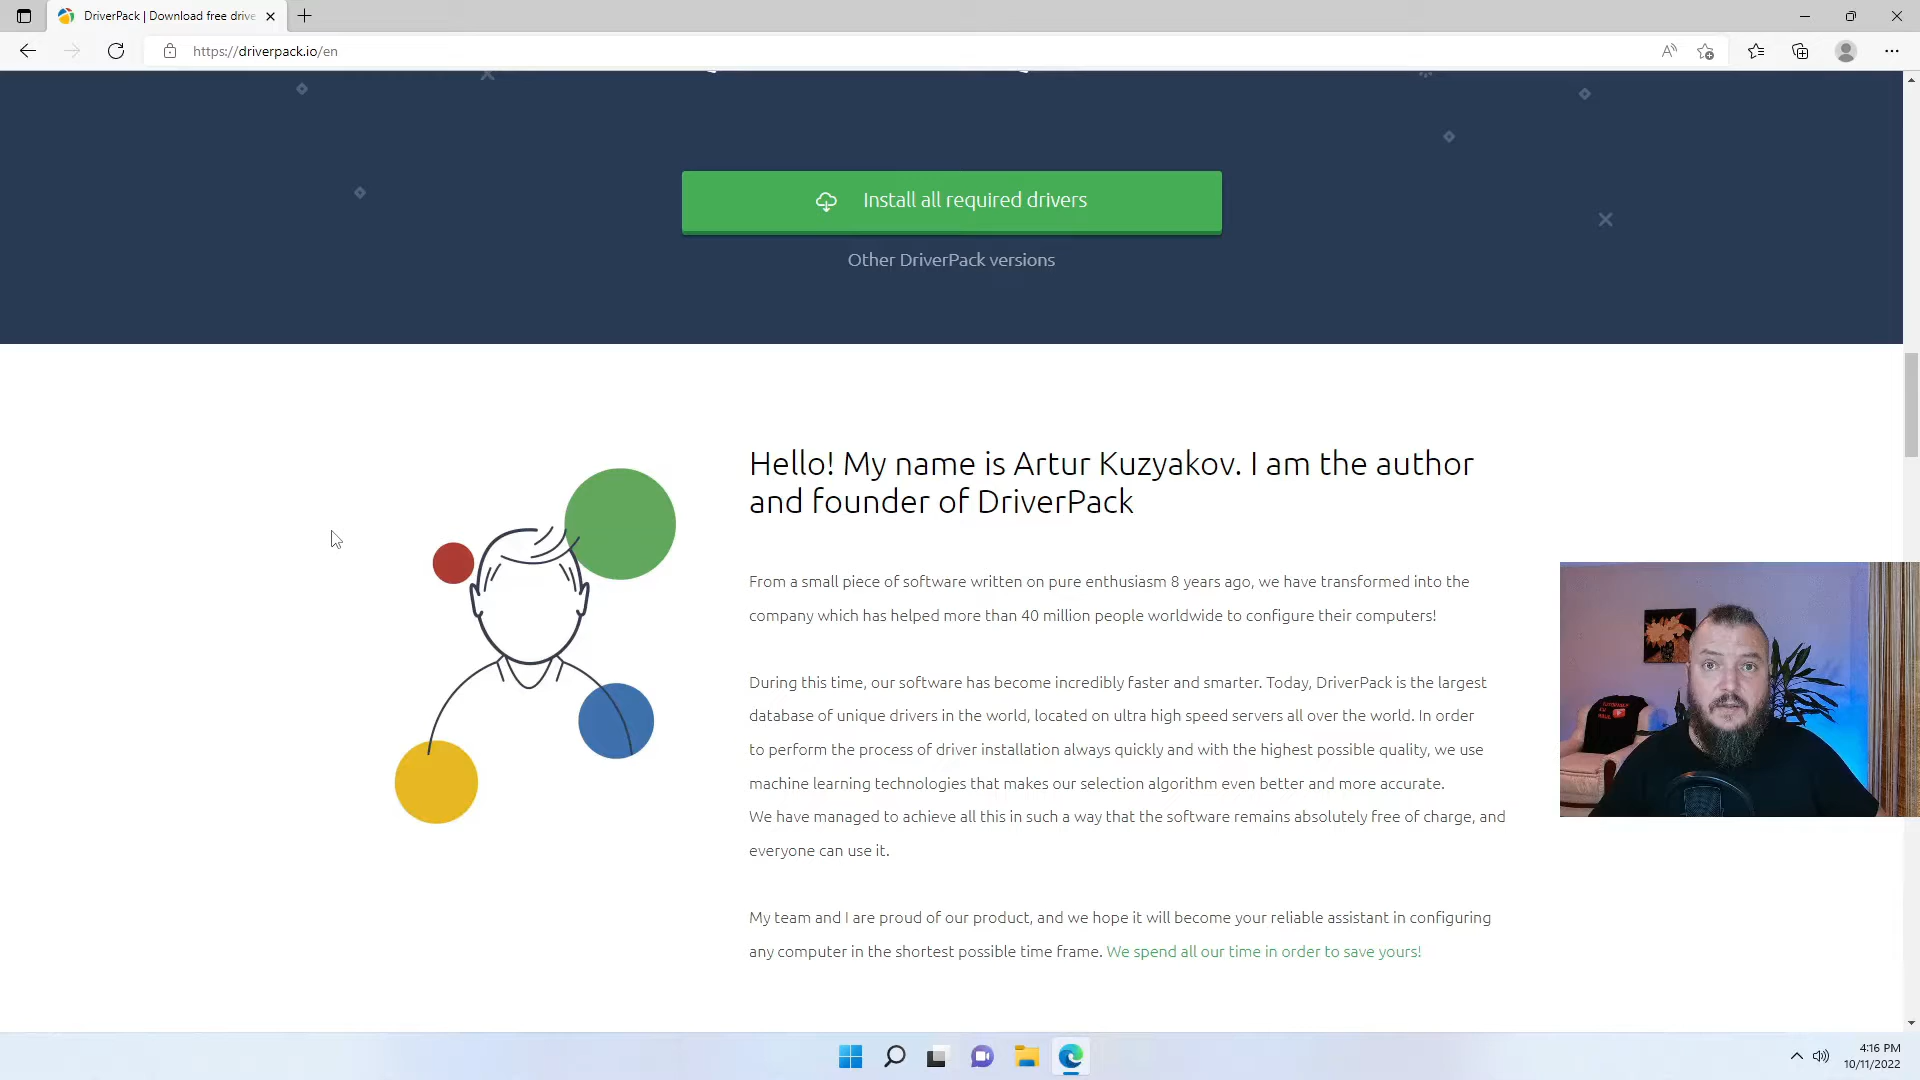 DriverPack | Download free drive
https://driverpack.io/en
Install all required drivers
Other DriverPack versions
Hello! My name is Artur Kuzyakov. I am the author
and founder of DriverPack
From a small piece of software written on pure enthusiasm 8 years ago, we have transformed into the
company which has helped more than 40 million people worldwide to configure their computers!
During this time, our software has become incredibly faster and smarter. Today, DriverPack is the largest
database of unique drivers in the world, located on ultra high speed servers all over the world. In order
to perform the process of driver installation always quickly and with the highest possible quality, we use
machine learning technologies that makes our selection algorithm even better and more accurate.
We have managed to achieve all this in such a way that the software remains absolutely free of charge, and
everyone can use it.
My team and I are proud of our product, and we hope it will become your reliable assistant in configuring
any computer in the shortest possible time frame. We spend all our time in order to save yours!
4:16 PM
10/11/2022